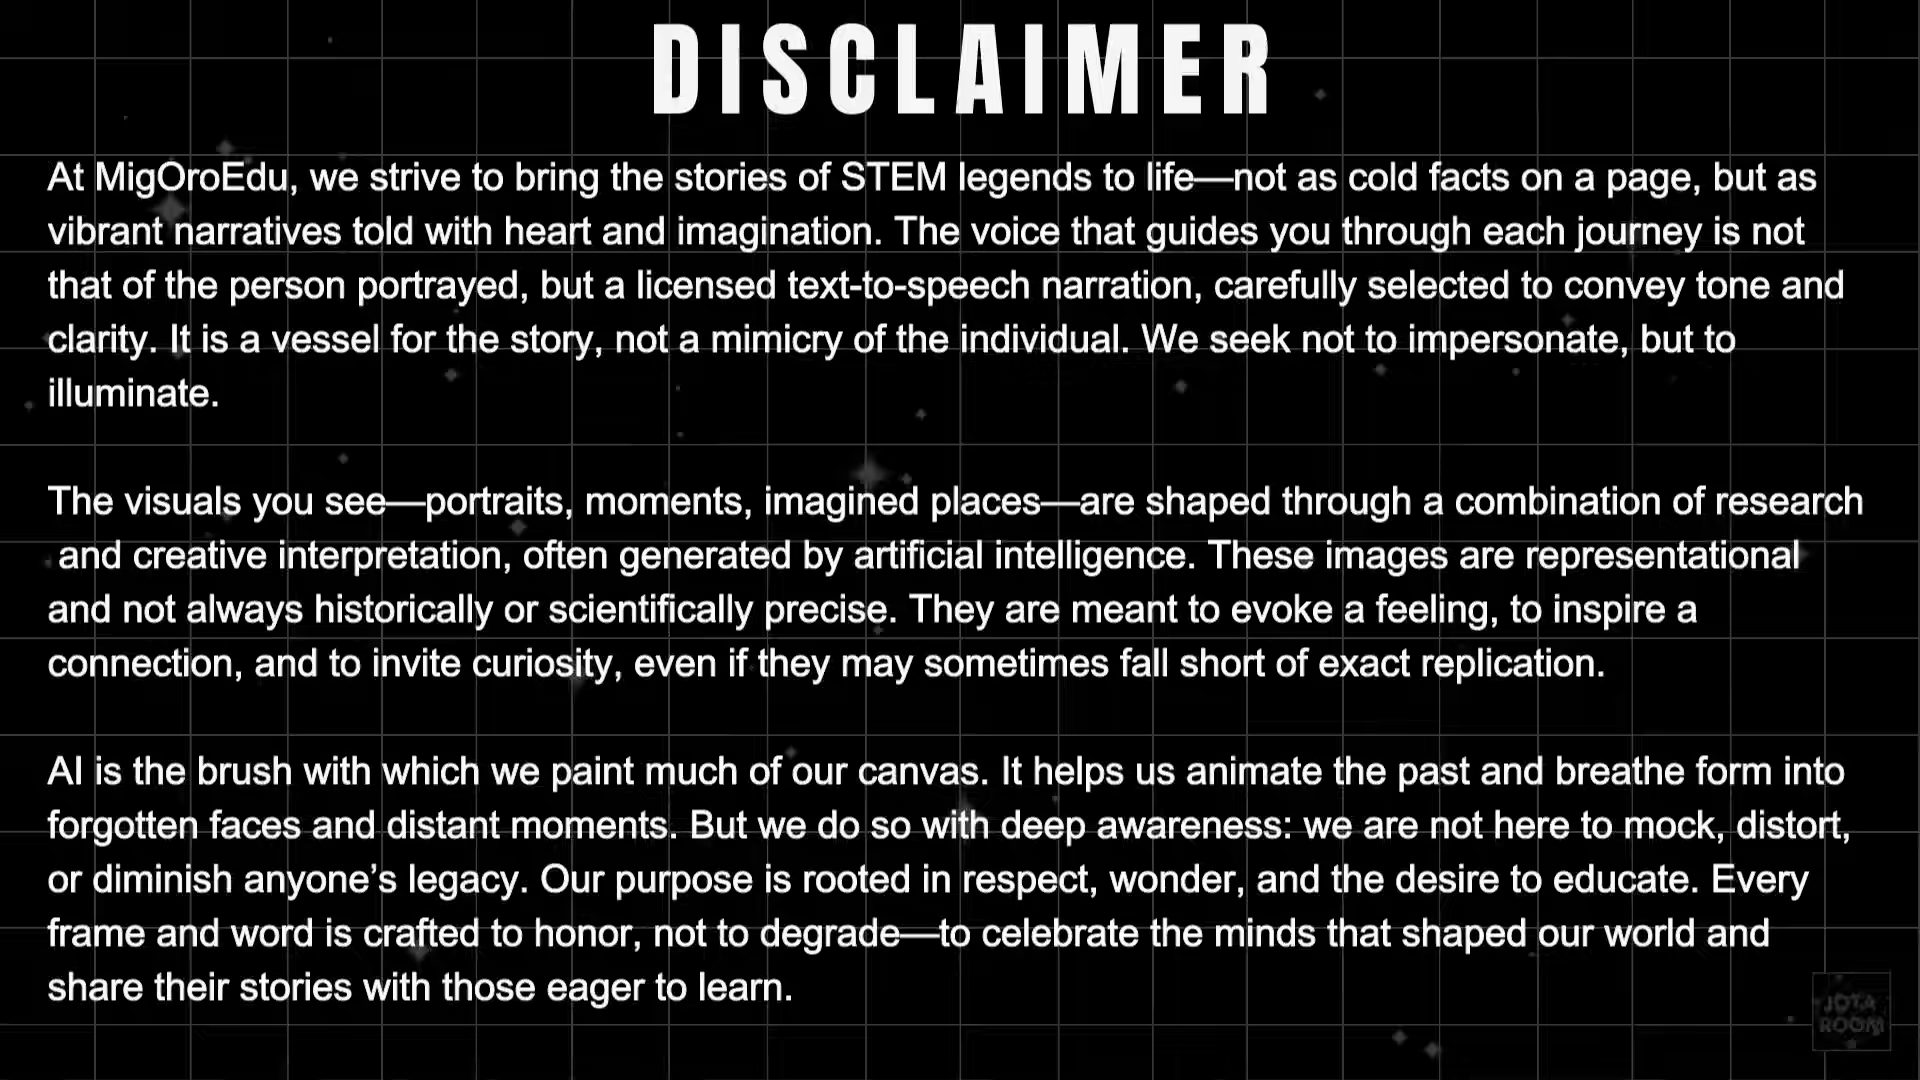 DISCLAIMER
At MigOroEdu, we strive to bring the stories of STEM legends to life—not as cold facts on a page, but as
vibrant narratives told with heart and imagination. The voice that guides you through each journey is not
that of the person portrayed, but a licensed text-to-speech narration, carefully selected to convey tone and
clarity. It is a vessel for the story, not a mimicry of the individual. We seek not to impersonate, but to
illuminate.
The visuals you see—portraits, moments, imagined places—are shaped through a combination of research
and creative interpretation, often generated by artificial intelligence. These images are representational
and not always historically or scientifically precise. They are meant to evoke a feeling, to inspire a
connection, and to invite curiosity, even if they may sometimes fall short of exact replication.
AI is the brush with which we paint much of our canvas. It helps us animate the past and breathe form into
forgotten faces and distant moments. But we do so with deep awareness: we are not here to mock, distort,
or diminish anyone’s legacy. Our purpose is rooted in respect, wonder, and the desire to educate. Every
frame and word is crafted to honor, not to degrade—to celebrate the minds that shaped our world and
share their stories with those eager to learn.
JOTA
ROOM